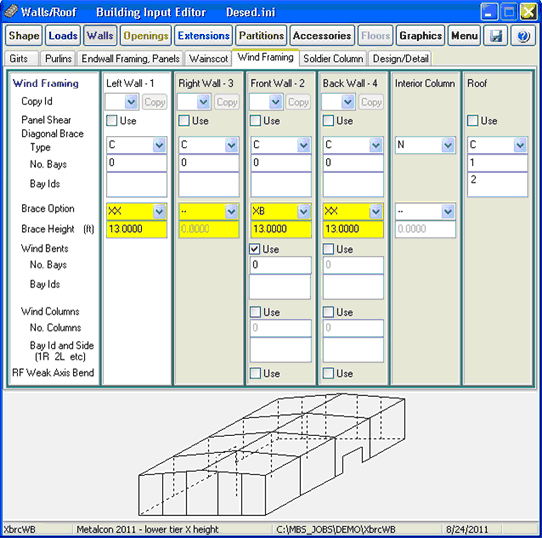 Walls/Roof Building Input Editor Desed.ini
Shape Loads Walls Openings Extensions Partitions Accessories Floors Graphics Menu
Girts Purlins Endwall Framing, Panels Wainscot Wind Framing Soldier Column Design/Detail
Wind Framing Left Wall - 1 Right Wall - 3 Front Wall - 2 Back Wall - 4 Interior Column Roof
Copy Id Copy Copy Copy Copy
Panel Shear Use Use Use Use Use
Diagonal Brace
Type C C C C N C
No. Bays 0 0 0 0 1
Bay Ids 2
Brace Option XX -- XB XX --
Brace Height (ft) 13.0000 0.0000 13.0000 13.0000 0.0000
Wind Bents Use Use
No. Bays 0 0
Bay Ids
Wind Columns Use Use
No. Columns 0 0
Bay Id and Side
(1R 2L etc)
RF Weak Axis Bend Use Use
XbrcWB Metalcon 2011 - lower tier X height C:\MBS_JOBS\DEMO\XbrcWB 8/24/2011